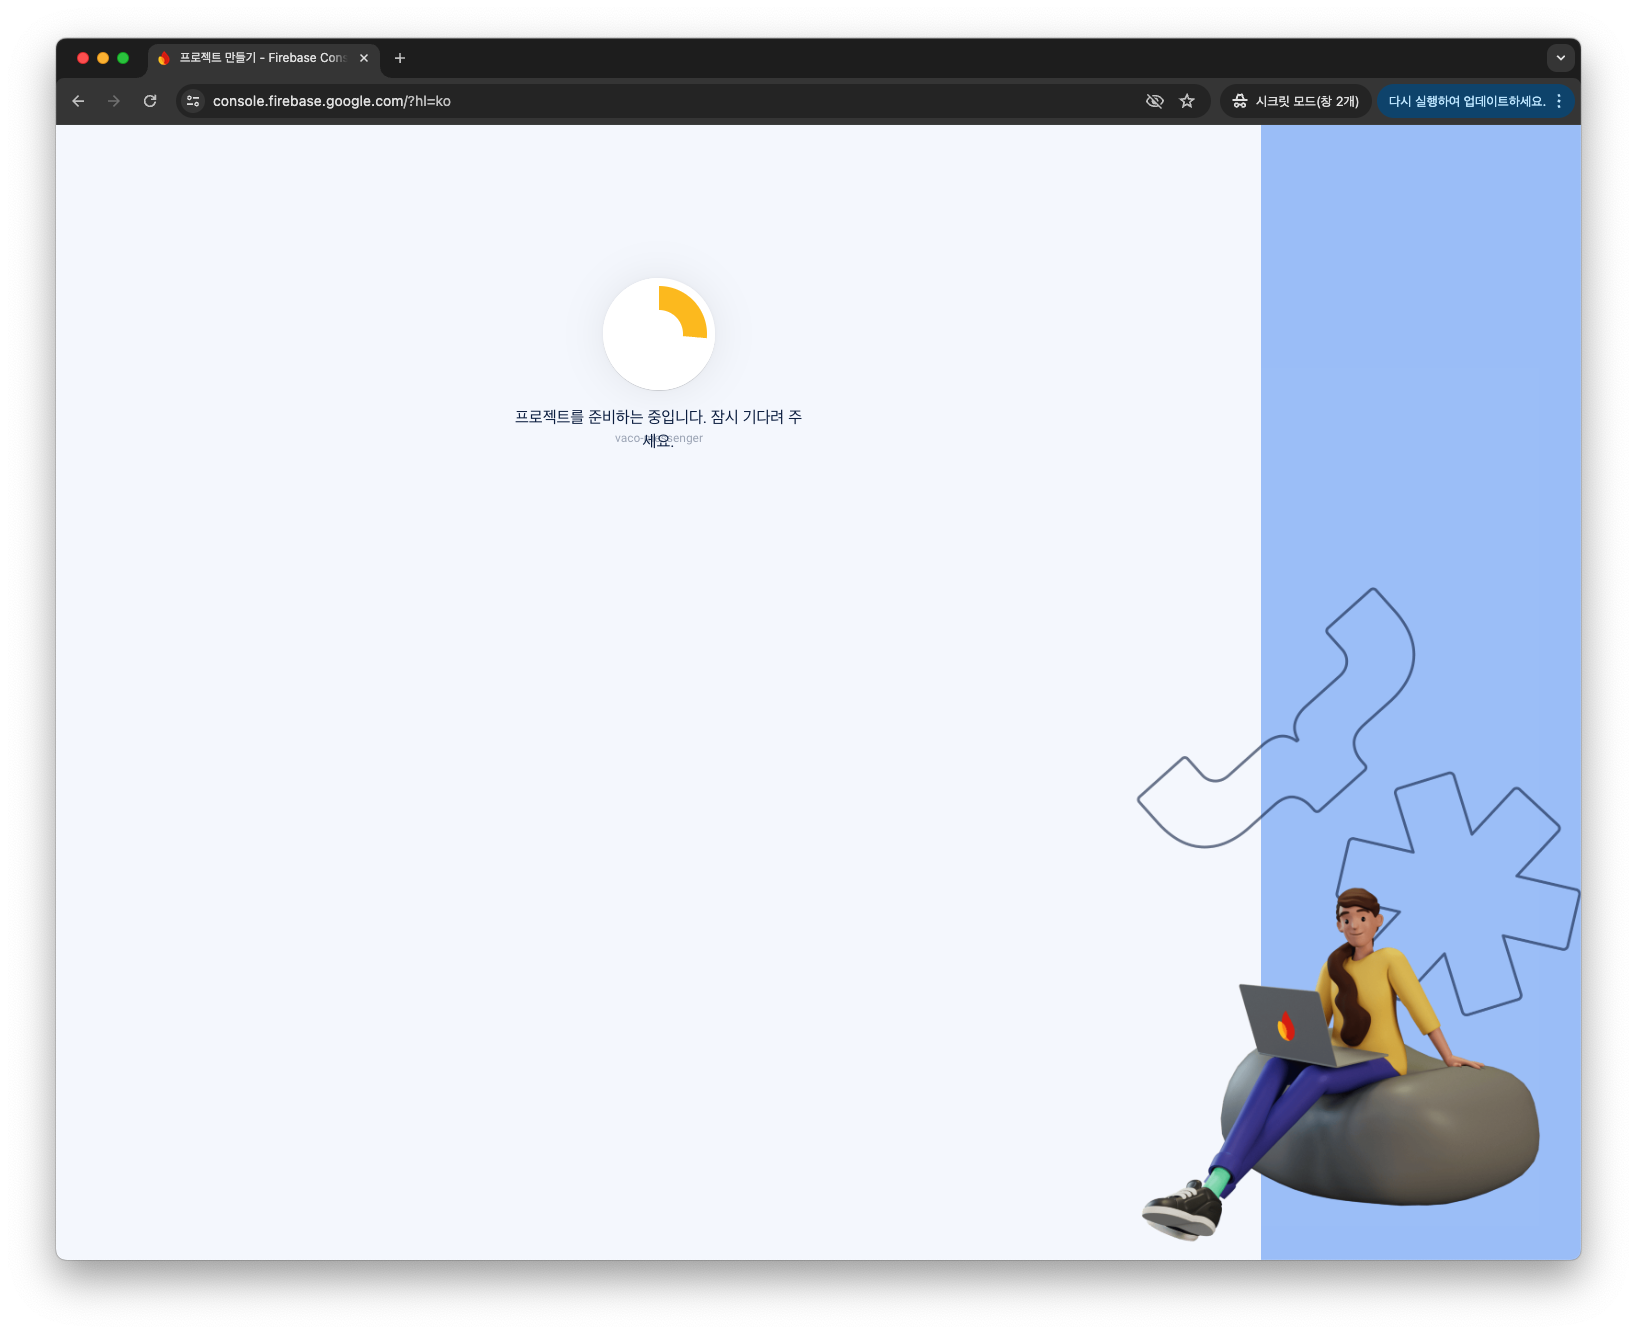 프로젝트 만들기 - Firebase Cons
console.firebase.google.com/?hl=ko
시크릿 모드(창 2개)
다시 실행하여 업데이트하세요.
프로젝트를 준비하는 중입니다. 잠시 기다려 주
세요.
vaco-messenger